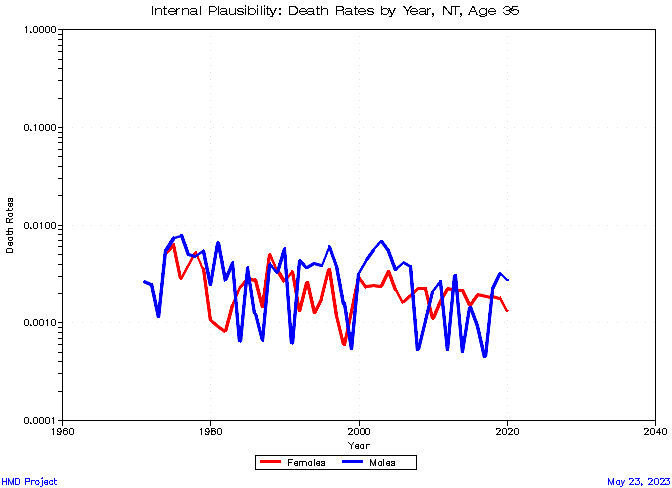 Internal Plausibility: Death Rates by Year, NT, Age 35
1.0000
0.1000
0.0100
0.0010
0.0001
Death Rates
1960 1980 2000 2020 2040
Year
Females Males
HMD Project May 23, 2023